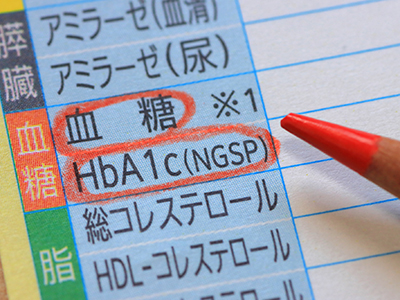 膵臓
アミラーゼ(血清)
アミラーゼ(尿)
血糖
血 糖 ※1
HbA1c(NGSP)
脂
総コレステロール
HDL-コレステロール